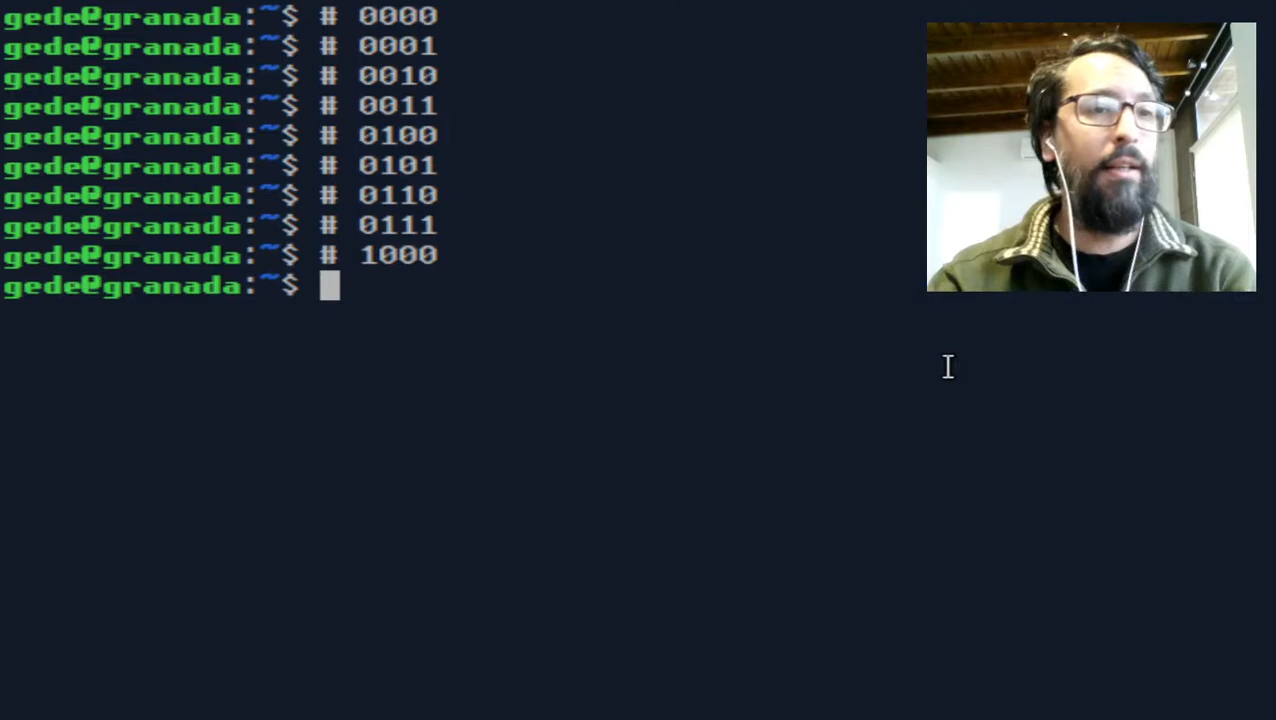 gede@granada:~$ # 0000
gede@granada:~$ # 0001
gede@granada:~$ # 0010
gede@granada:~$ # 0011
gede@granada:~$ # 0100
gede@granada:~$ # 0101
gede@granada:~$ # 0110
gede@granada:~$ # 0111
gede@granada:~$ # 1000
gede@granada:~$